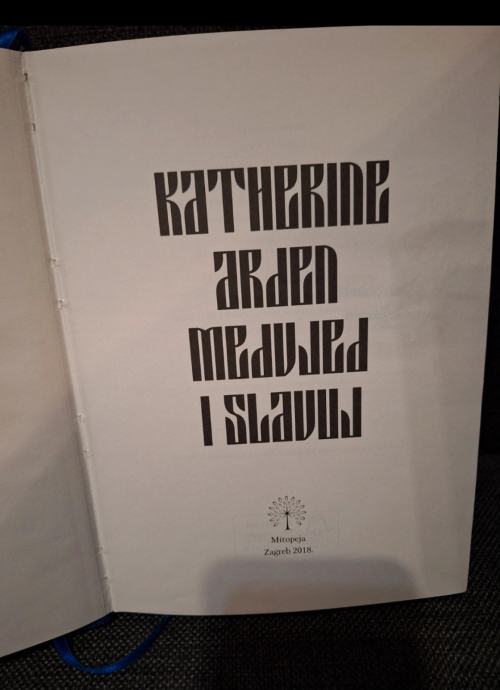 KATHERINE
ARDEN
MEDVJED
I SLAVUJ
Mitopeja
Zagreb 2018.